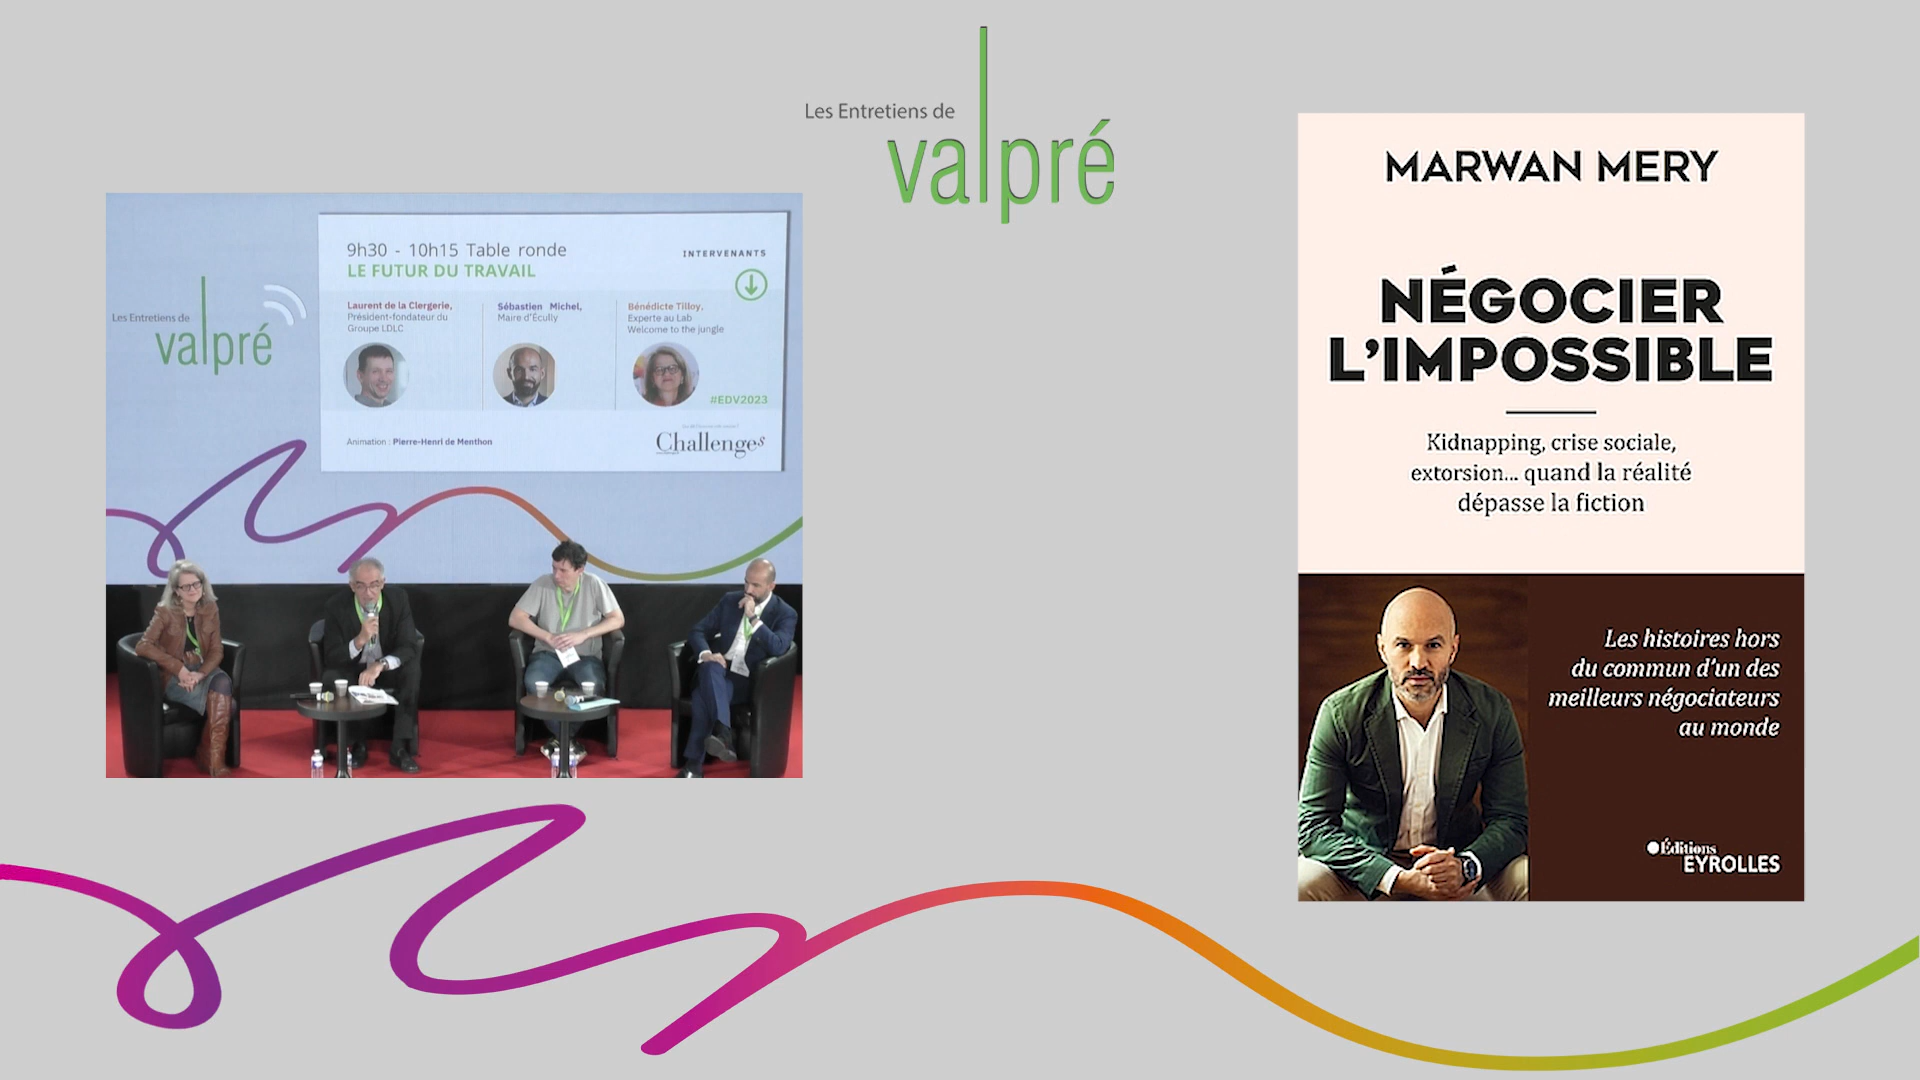 Les Entretiens de
valpré
9h30 - 10h15 Table ronde
LE FUTUR DU TRAVAIL
INTERVENANTS
Laurent de la Clergerie,
Président-fondateur du
Groupe LDLC
Sébastien Michel,
Maire d'Écully
Bénédicte Tilloy,
Experte au Lab
Welcome to the jungle
#EDV2023
Animation : Pierre-Henri de Menthon
Challenges
Les Entretiens de
valpré
MARWAN MERY
NÉGOCIER
L'IMPOSSIBLE
Kidnapping, crise sociale,
extorsion... quand la réalité
dépasse la fiction
Les histoires hors
du commun d'un des
meilleurs négociateurs
au monde
Éditions
EYROLLES